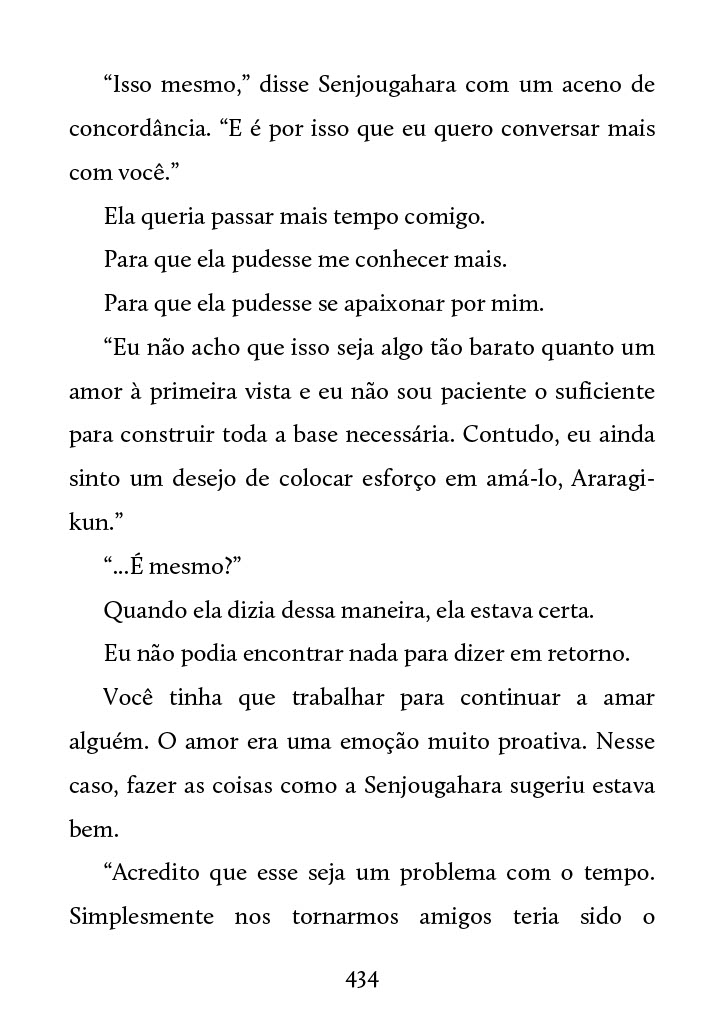 “Isso mesmo,” disse Senjougahara com um aceno de
concordância. “E é por isso que eu quero conversar mais
com você.”
Ela queria passar mais tempo comigo.
Para que ela pudesse me conhecer mais.
Para que ela pudesse se apaixonar por mim.
“Eu não acho que isso seja algo tão barato quanto um
amor à primeira vista e eu não sou paciente o suficiente
para construir toda a base necessária. Contudo, eu ainda
sinto um desejo de colocar esforço em amá-lo, Araragi-
kun.”
“...É mesmo?”
Quando ela dizia dessa maneira, ela estava certa.
Eu não podia encontrar nada para dizer em retorno.
Você tinha que trabalhar para continuar a amar
alguém. O amor era uma emoção muito proativa. Nesse
caso, fazer as coisas como a Senjougahara sugeriu estava
bem.
“Acredito que esse seja um problema com o tempo.
Simplesmente nos tornarmos amigos teria sido o
434